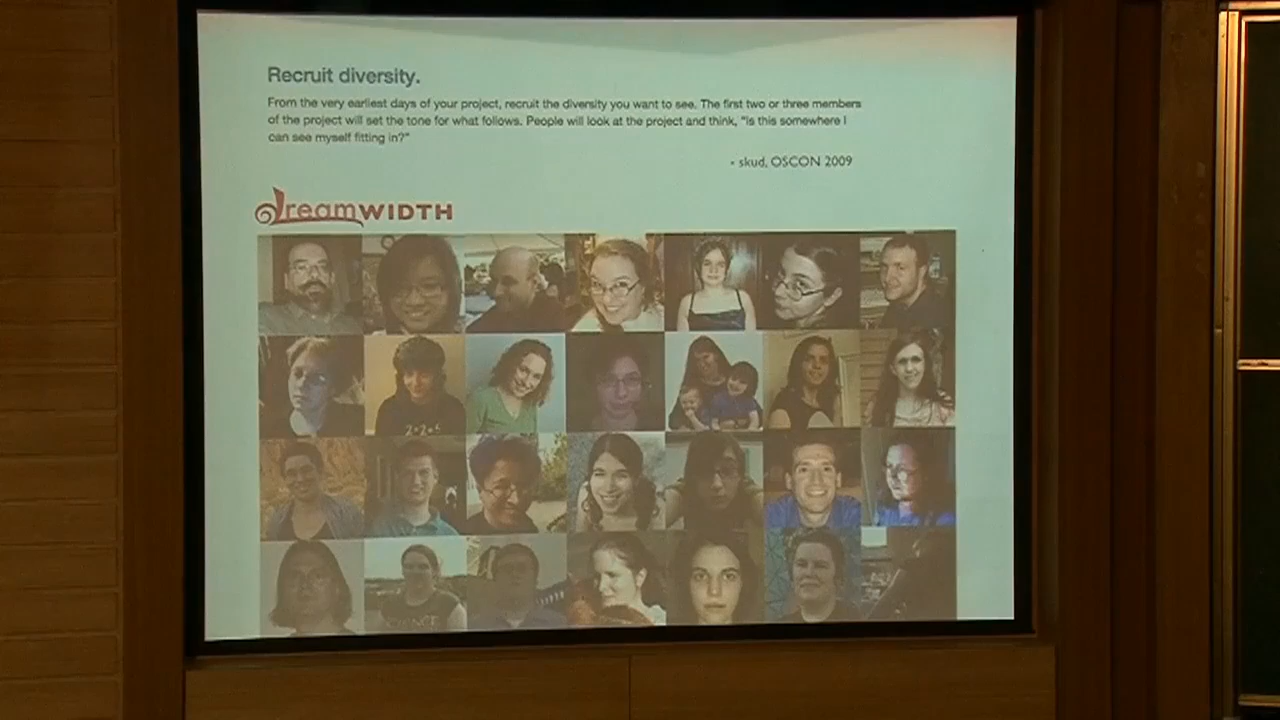 Recruit diversity.
From the very earliest days of your project, recruit the diversity you want to see. The first two or three members
of the project will set the tone for what follows. People will look at the project and think, "Is this somewhere I
can see myself fitting in?"
- skud, OSCON 2009
dreamWIDTH
SCIENCE